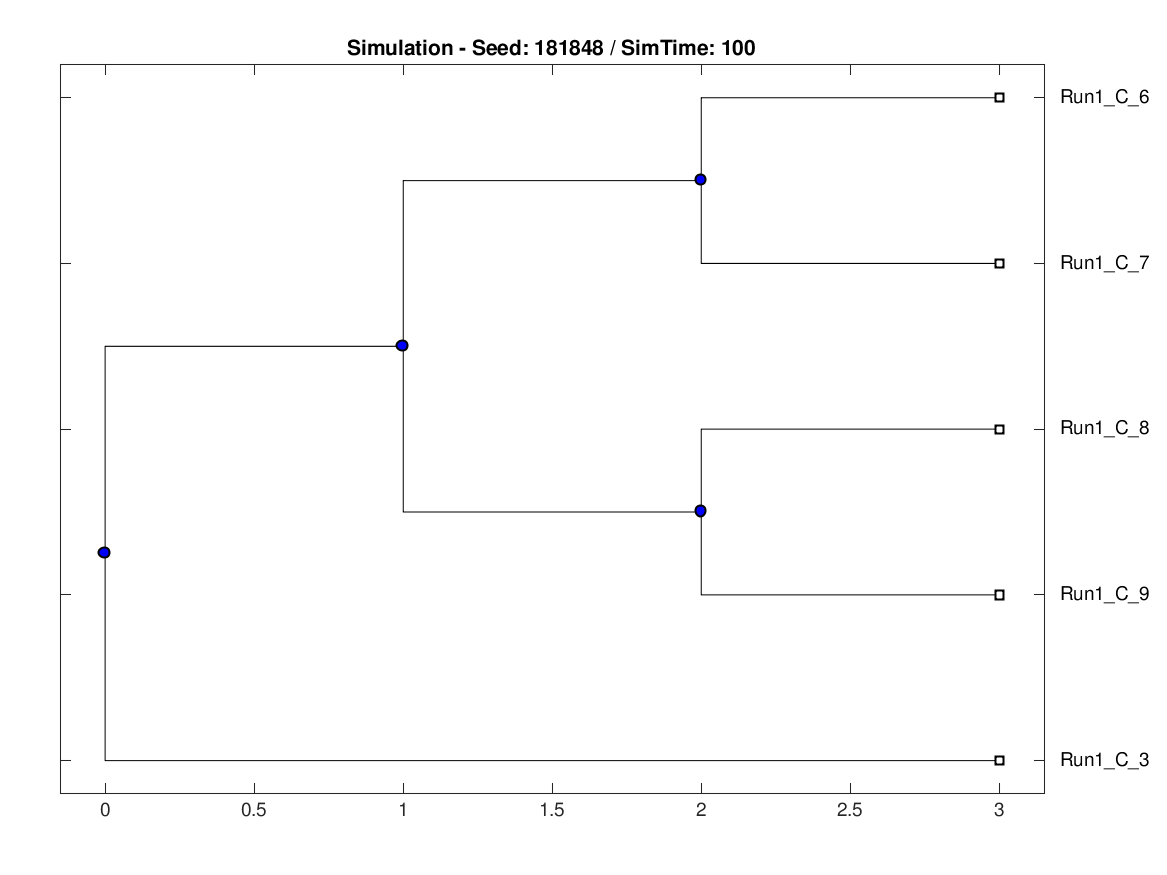 Simulation - Seed: 181848 / SimTime: 100
Run1_C_6
Run1_C_7
Run1_C_8
Run1_C_9
Run1_C_3
0 0.5 1 1.5 2 2.5 3